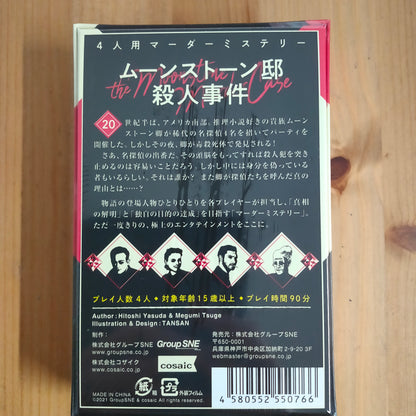 4人用マーダーミステリー
ムーンストーン邸
殺人事件
the Moonstone Case
20世紀半ば、アメリカ南部。推理小説好きの貴族ムーン
ストーン卿が稀代の名探偵4名を招いてパーティを
開催した。しかしその夜、卿が毒殺死体で発見される!
さあ、名探偵の出番だ。その頭脳をもってすれば殺人犯を突き
止めるのは容易いことだろう。しかし中には身分を偽っている
者もいるらしい。それは誰か? また卿が探偵たちを呼んだ真の
理由とは……?
物語の登場人物ひとりひとりを各プレイヤーが担当し、「真相
の解明」と「独自の目的の達成」を目指す“マーダーミステリー”。
ただ一度きりの、極上のエンタテインメントをここに。
プレイ人数4人 対象年齢15歳以上 プレイ時間90分
Author : Hitoshi Yasuda & Megumi Tsuge
Illustration & Design : TANSAN
制作:
株式会社グループSNE
www.groupsne.co.jp
Group SNE
株式会社コザイク
www.cosaic.co.jp
cosaic
発売元:株式会社グループSNE
〒650-0001
兵庫県神戸市中央区加納町2-9-20 3F
webmaster@groupsne.co.jp
MADE IN CHINA
©2021 GroupSNE & cosaic All rights reserved.
紙
箱
プラ
外装フィルム
4580552550766